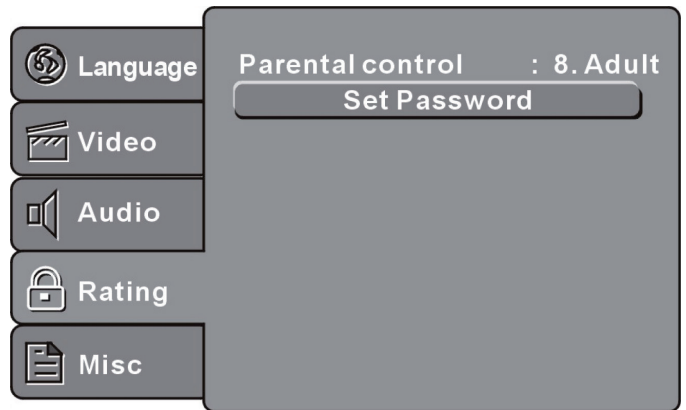 Language
Video
Audio
Rating
Misc
Parental control : 8. Adult
Set Password